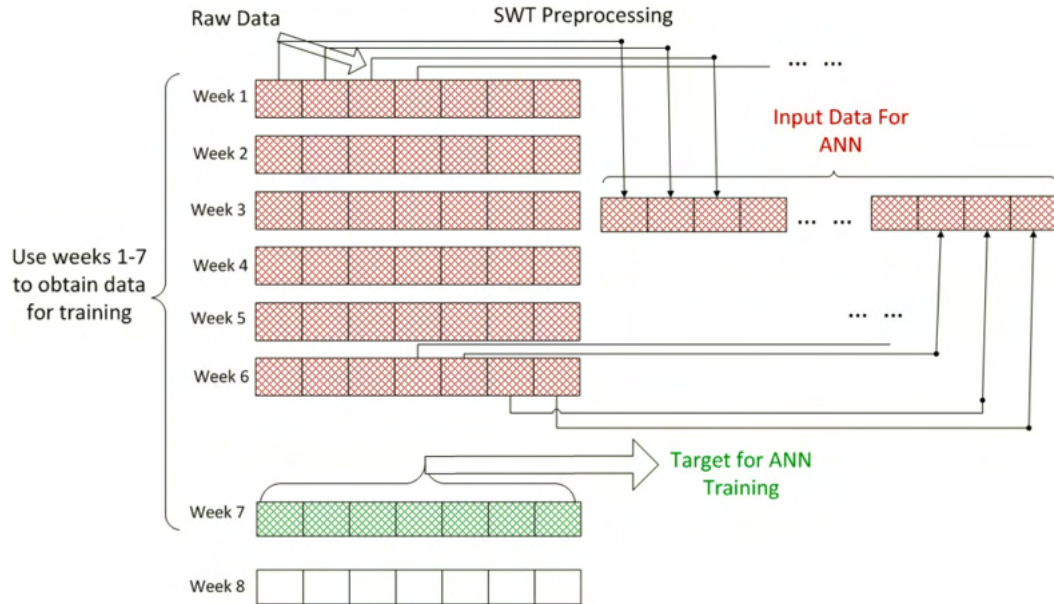 Raw Data
SWT Preprocessing
... ...
Week 1
Input Data For
ANN
Week 2
Week 3
... ...
Use weeks 1-7
to obtain data
for training
Week 4
Week 5
... ...
Week 6
Target for ANN
Training
Week 7
Week 8